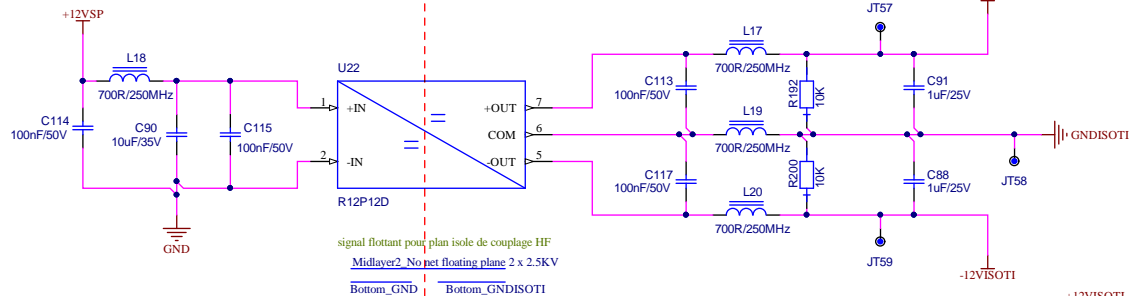 +12VSP
JT57
L18
700R/250MHz
L17
700R/250MHz
U22
C114
100nF/50V
C90
10uF/35V
C115
100nF/50V
1
+IN
2
-IN
+OUT
7
COM
6
-OUT
5
R12P12D
C113
100nF/50V
R192
10K
C91
1uF/25V
L19
700R/250MHz
GNDISOTI
JT58
C117
100nF/50V
R200
10K
C88
1uF/25V
L20
700R/250MHz
JT59
GND
-12VISOTI
signal flottant pour plan isole de couplage HF
Midlayer2_No net floating plane 2 x 2.5KV
Bottom_GND
Bottom_GNDISOTI
+12VISOTI